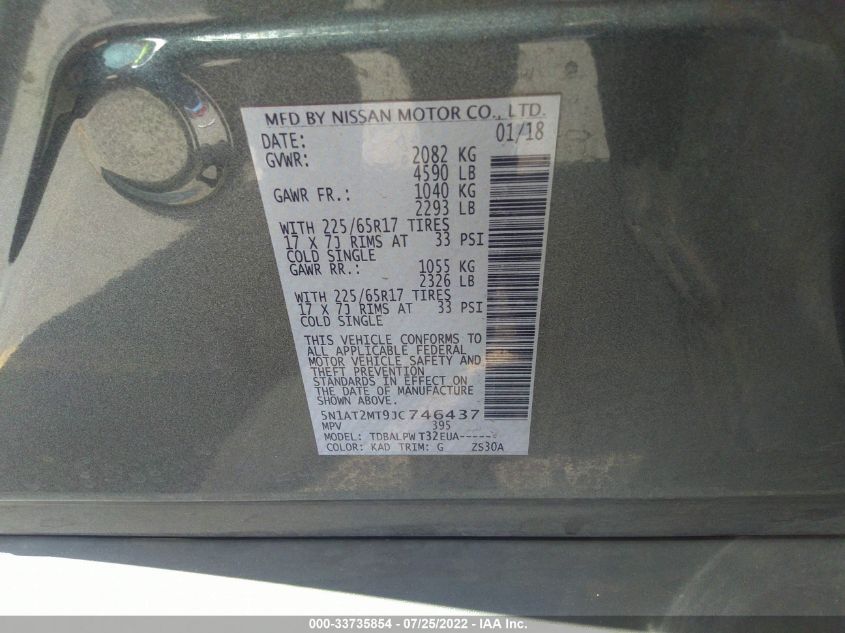 MFD BY NISSAN MOTOR CO., LTD.
DATE: 01/18
GVWR: 2082 KG
4590 LB
GAWR FR.: 1040 KG
2293 LB
WITH 225/65R17 TIRES
17 X 7J RIMS AT 33 PSI
COLD SINGLE
GAWR RR.: 1055 KG
2326 LB
WITH 225/65R17 TIRES
17 X 7J RIMS AT 33 PSI
COLD SINGLE
THIS VEHICLE CONFORMS TO
ALL APPLICABLE FEDERAL
MOTOR VEHICLE SAFETY AND
THEFT PREVENTION
STANDARDS IN EFFECT ON
THE DATE OF MANUFACTURE
SHOWN ABOVE.
5N1AT2MT9JC746437
MPV 395
MODEL: TDBALPW T32EUA------
COLOR: KAD TRIM: G ZS30A
000-33735854 - 07/25/2022 - IAA Inc.